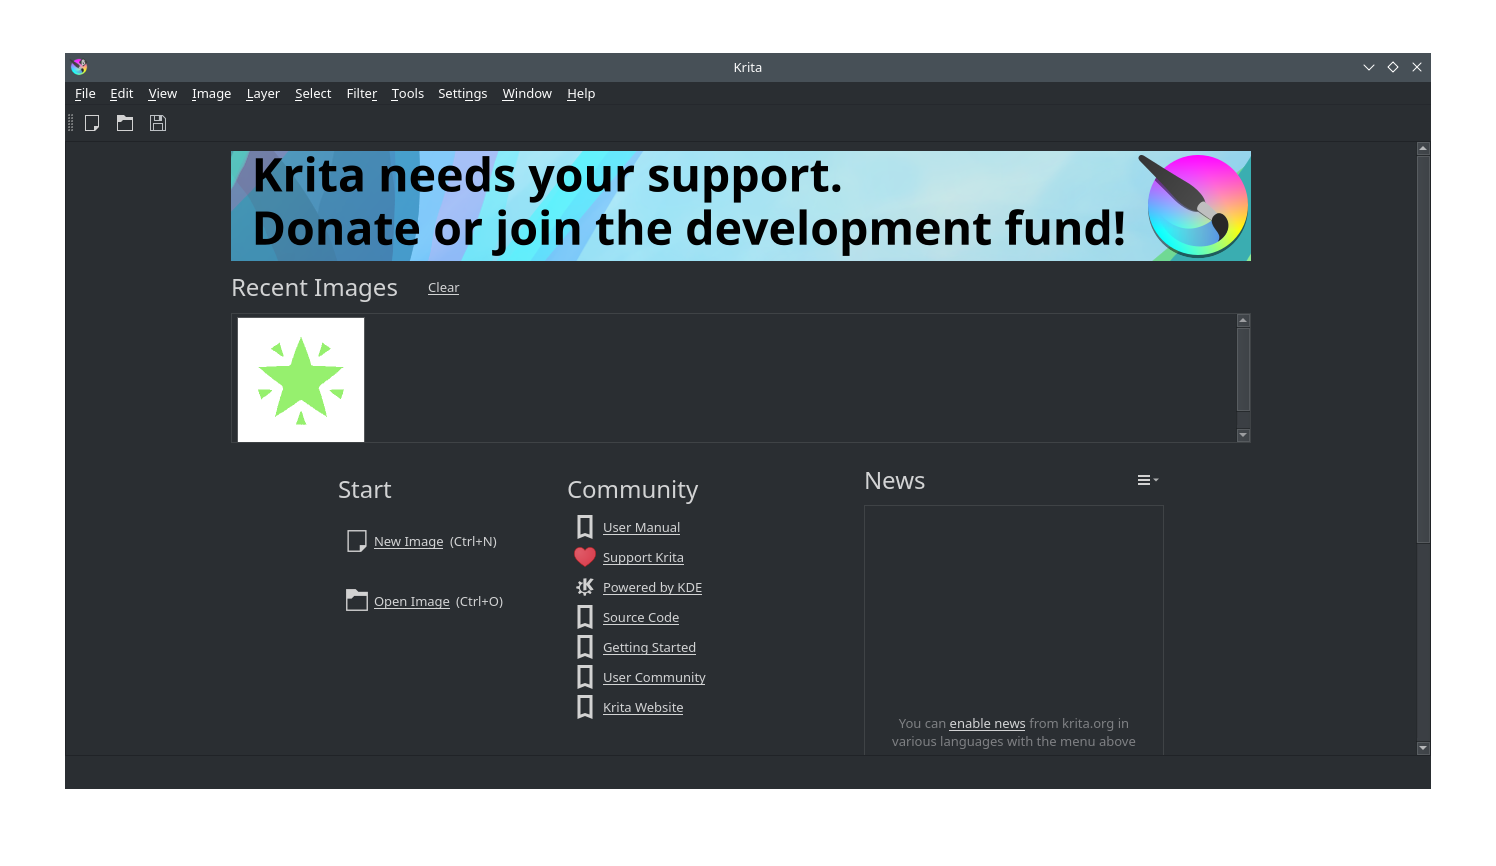 Krita
File Edit View Image Layer Select Filter Tools Settings Window Help
Krita needs your support.
Donate or join the development fund!
Recent Images Clear
Start
New Image (Ctrl+N)
Open Image (Ctrl+O)
Community
User Manual
Support Krita
Powered by KDE
Source Code
Getting Started
User Community
Krita Website
News
You can enable news from krita.org in
various languages with the menu above